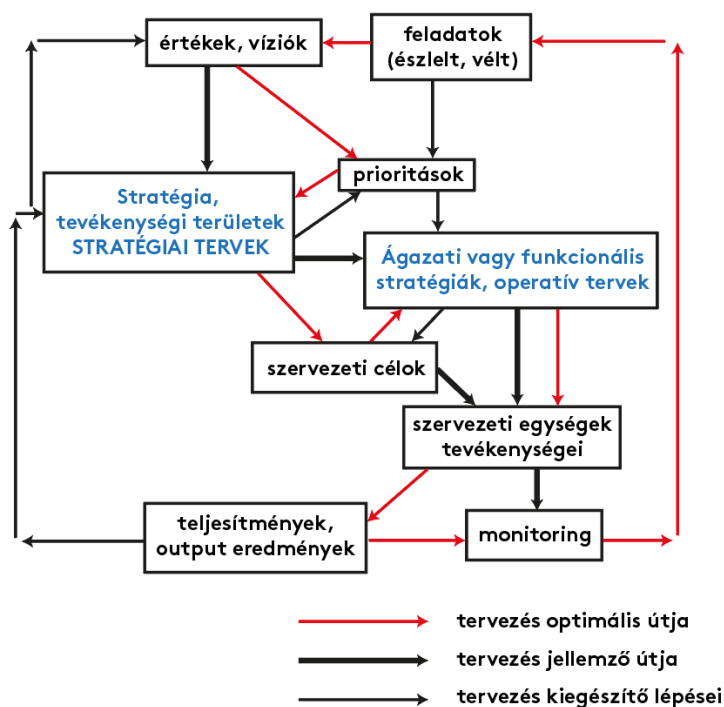 értékek, víziók
feladatok
(észlelt, vélt)
prioritások
Stratégia,
tevékenységi területek
STRATÉGIAI TERVEK
Ágazati vagy funkcionális
stratégiák, operatív tervek
szervezeti célok
szervezeti egységek
tevékenységei
teljesítmények,
output eredmények
monitoring
tervezés optimális útja
tervezés jellemző útja
tervezés kiegészítő lépései